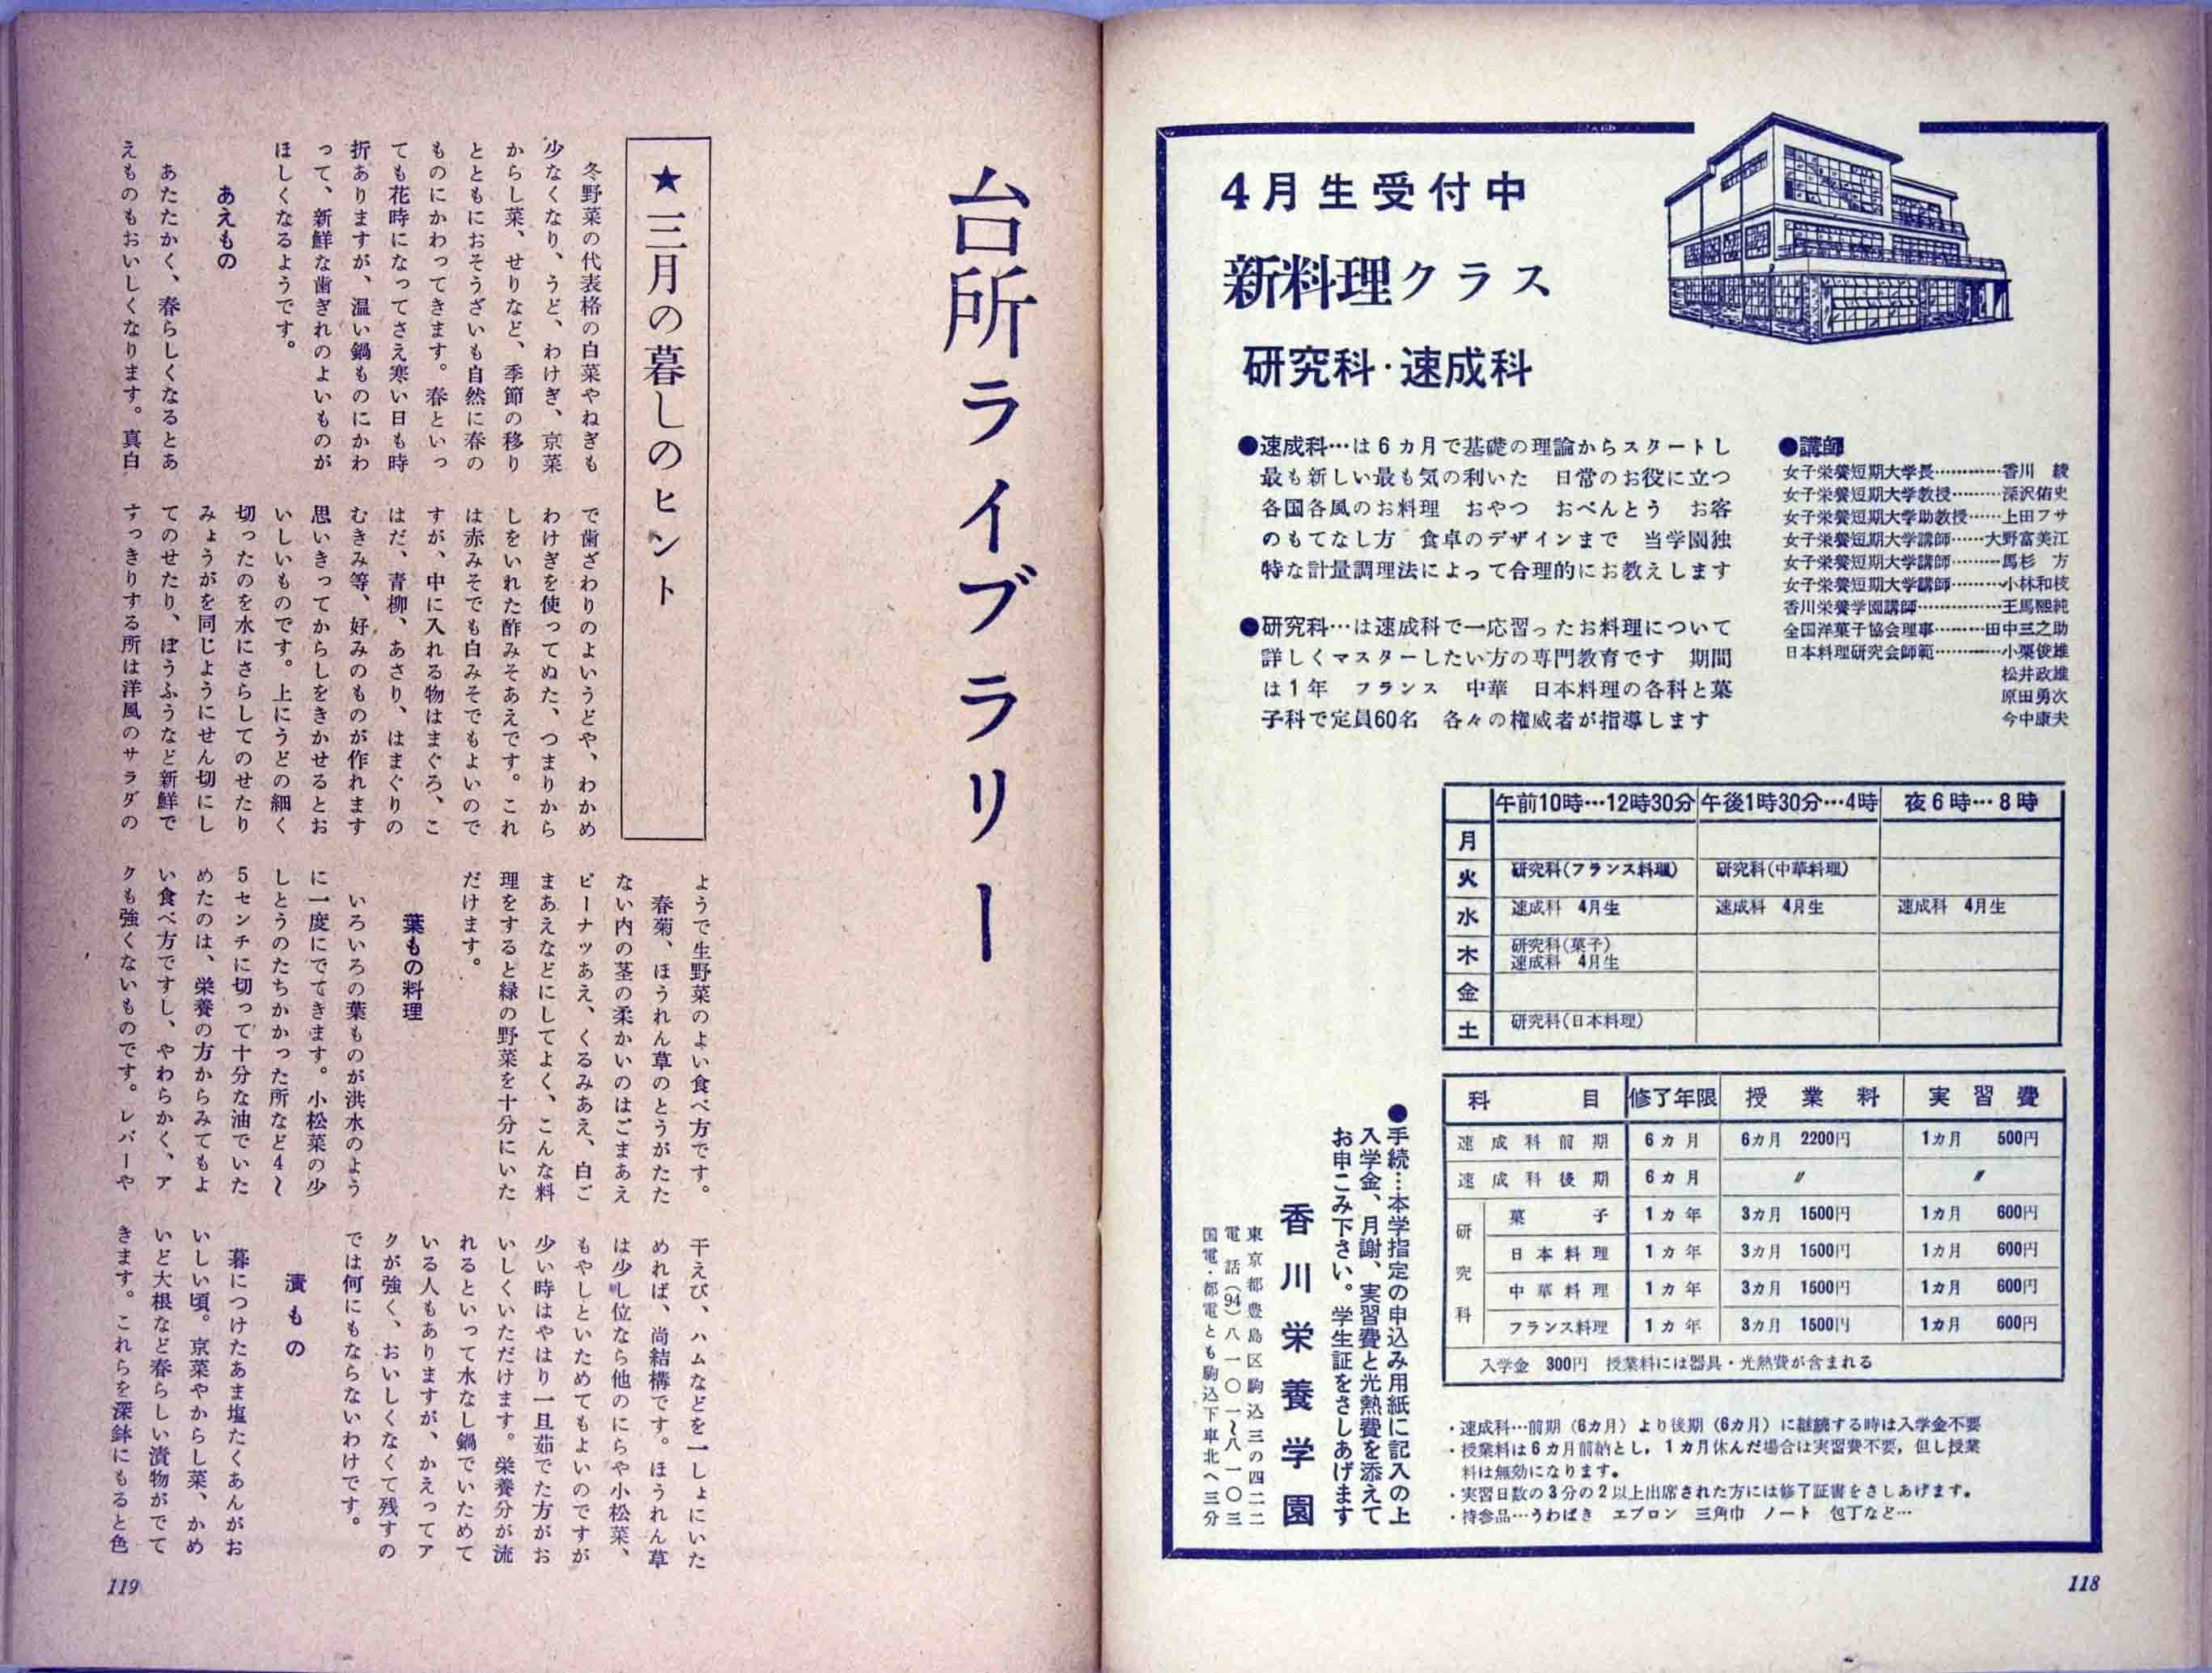 4月生受付中
新料理クラス
研究科・速成科
●速成科…は6カ月で基礎の理論からスタートし
最も新しい最も気の利いた　日常のお役に立つ
各国各風のお料理　おやつ　おべんとう　お客
のもてなし方　食卓のデザインまで　当学園独
特な計量調理法によって合理的にお教えします
●研究科…は速成科で一応習ったお料理について
詳しくマスターしたい方の専門教育です　期間
は1年　フランス　中華　日本料理の各科と菓
子科で定員60名　各々の権威者が指導します
●講師
女子栄養短期大学長…………香川　綾
女子栄養短期大学教授………深沢侑史
女子栄養短期大学助教授……上田フサ
女子栄養短期大学講師……大野富美江
女子栄養短期大学講師………馬杉　方
女子栄養短期大学講師………小林和枝
香川栄養学園講師……………王馬熙純
全国洋菓子協会理事………田中三之助
日本料理研究会師範…………小栗俊雄
松井政雄
原田勇次
今中康夫
午前10時…12時30分　午後1時30分…4時　夜6時…8時
月
火　研究科(フランス料理)　研究科(中華料理)
水　速成科　4月生　速成科　4月生　速成科　4月生
木　研究科(菓子)
速成科　4月生
金
土　研究科(日本料理)
科目　修了年限　授業料　実習費
速成科前期　6カ月　6カ月　2200円　1カ月　500円
速成科後期　6カ月　〃　〃
研究科　菓子　1カ年　3カ月　1500円　1カ月　600円
日本料理　1カ年　3カ月　1500円　1カ月　600円
中華料理　1カ年　3カ月　1500円　1カ月　600円
フランス料理　1カ年　3カ月　1500円　1カ月　600円
入学金　300円　授業料には器具・光熱費が含まれる
・速成科…前期（6カ月）より後期（6カ月）に継続する時は入学金不要
・授業料は6カ月前納とし，1カ月休んだ場合は実習費不要，但し授業
料は無効になります。
・実習日数の3分の2以上出席された方には修了証書をさしあげます。
・持参品…うわばき　エプロン　三角巾　ノート　包丁など…
●手続…本学指定の申込み用紙に記入の上
入学金、月謝、実習費と光熱費を添えて
お申こみ下さい。学生証をさしあげます
香川栄養学園
東京都豊島区駒込三の四二二
電話(94)八一〇一〜八一〇三
国電・都電とも駒込下車北へ三分
118
台所ライブラリー
★三月の暮しのヒント
冬野菜の代表格の白菜やねぎも
少なくなり、うど、わけぎ、京菜
からし菜、せりなど、季節の移り
とともにおそうざいも自然に春の
ものにかわってきます。春といっ
ても花時になってさえ寒い日も時
折ありますが、温い鍋ものにかわ
って、新鮮な歯ぎれのよいものが
ほしくなるようです。
あえもの
あたたかく、春らしくなるとあ
えものもおいしくなります。真白
で歯ざわりのよいうどや、わかめ
わけぎを使ってぬた、つまりから
しをいれた酢みそあえです。これ
は赤みそでも白みそでもよいので
すが、中に入れる物はまぐろ、こ
はだ、青柳、あさり、はまぐりの
むきみ等、好みのものが作れます
思いきってからしをきかせるとお
いしいものです。上にうどの細く
切ったのを水にさらしてのせたり
みょうがを同じようにせん切にし
てのせたり、ぼうふうなど新鮮で
すっきりする所は洋風のサラダの
ようで生野菜のよい食べ方です。
春菊、ほうれん草のとうがたた
ない内の茎の柔かいのはごまあえ
ピーナッツあえ、くるみあえ、白ご
まあえなどにしてよく、こんな料
理をすると緑の野菜を十分にいた
だけます。
葉もの料理
いろいろの葉ものが洪水のよう
に一度にでてきます。小松菜の少
しとうのたちかかった所など4〜
5センチに切って十分な油でいた
めたのは、栄養の方からみてもよ
い食べ方ですし、やわらかく、ア
クも強くないものです。レバーや
干えび、ハムなどを一しょにいた
めれば、尚結構です。ほうれん草
は少し位なら他のにらや小松菜、
もやしといためてもよいのですが
少い時はやはり一旦茹でた方がお
いしくいただけます。栄養分が流
れるといって水なし鍋でいためて
いる人もありますが、かえってア
クが強く、おいしくなくて残すの
では何にもならないわけです。
漬もの
暮につけたあま塩たくあんがお
いしい頃。京菜やからし菜、かめ
いど大根など春らしい漬物がでて
きます。これらを深鉢にもると色
119